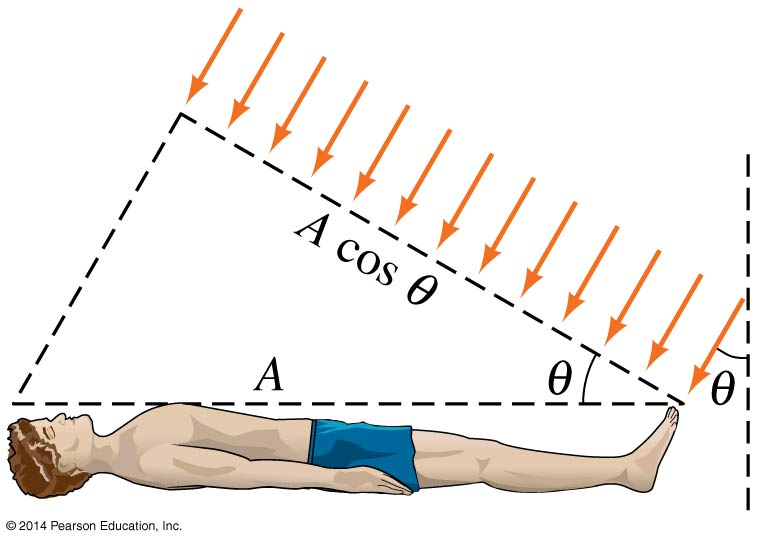 A cos θ
A
θ
θ
© 2014 Pearson Education, Inc.